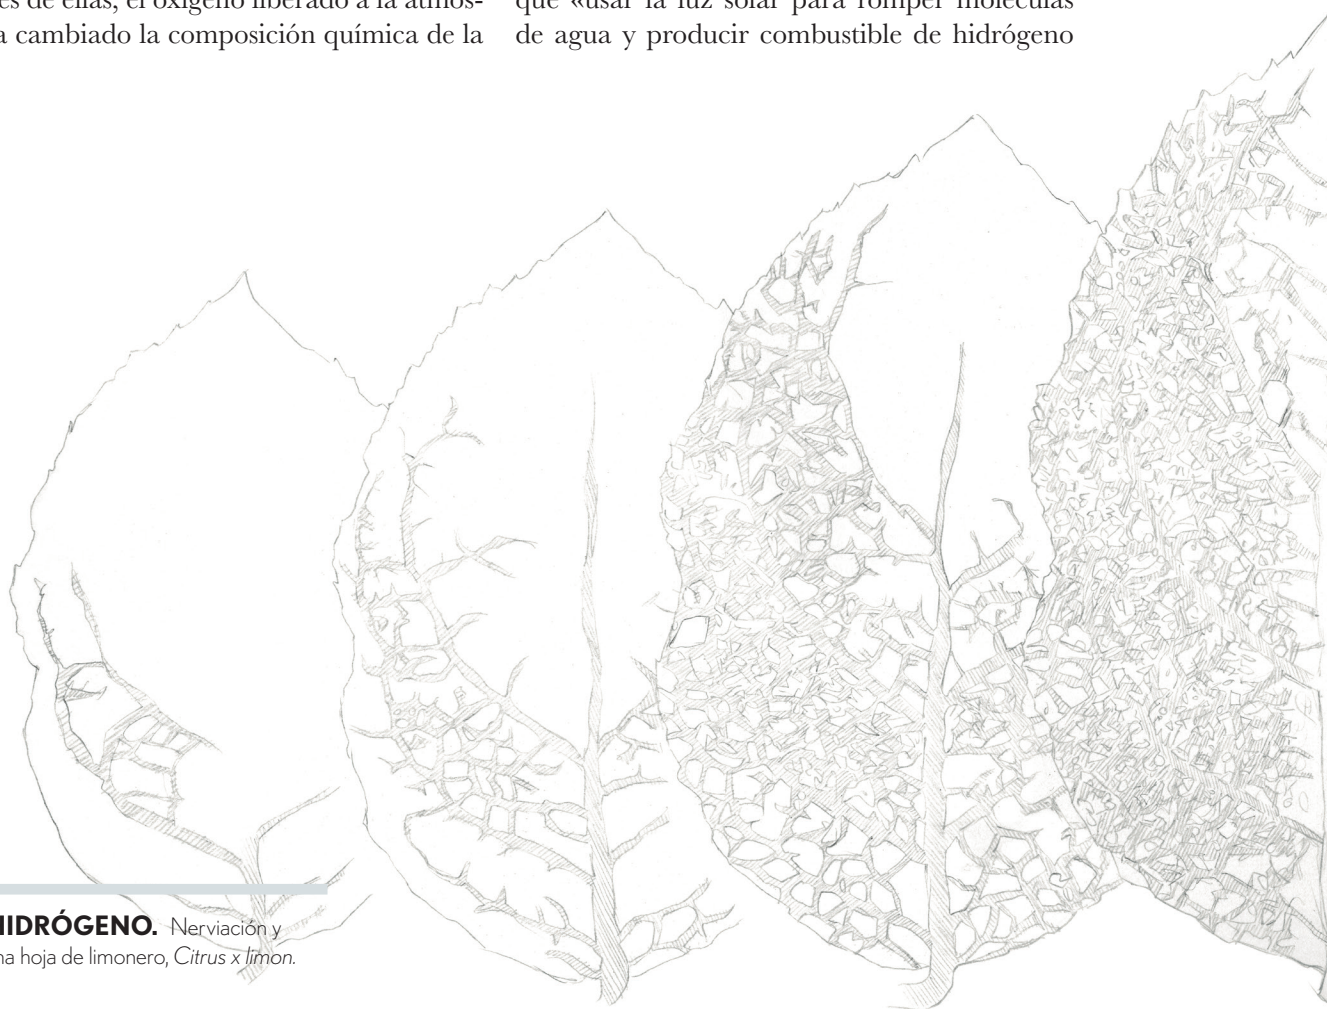 es de ellas, el oxígeno liberado a la atmós-
a cambiado la composición química de la
que «usar la luz solar para romper moléculas
de agua y producir combustible de hidrógeno
HIDRÓGENO. Nerviación y
na hoja de limonero, Citrus x limon.